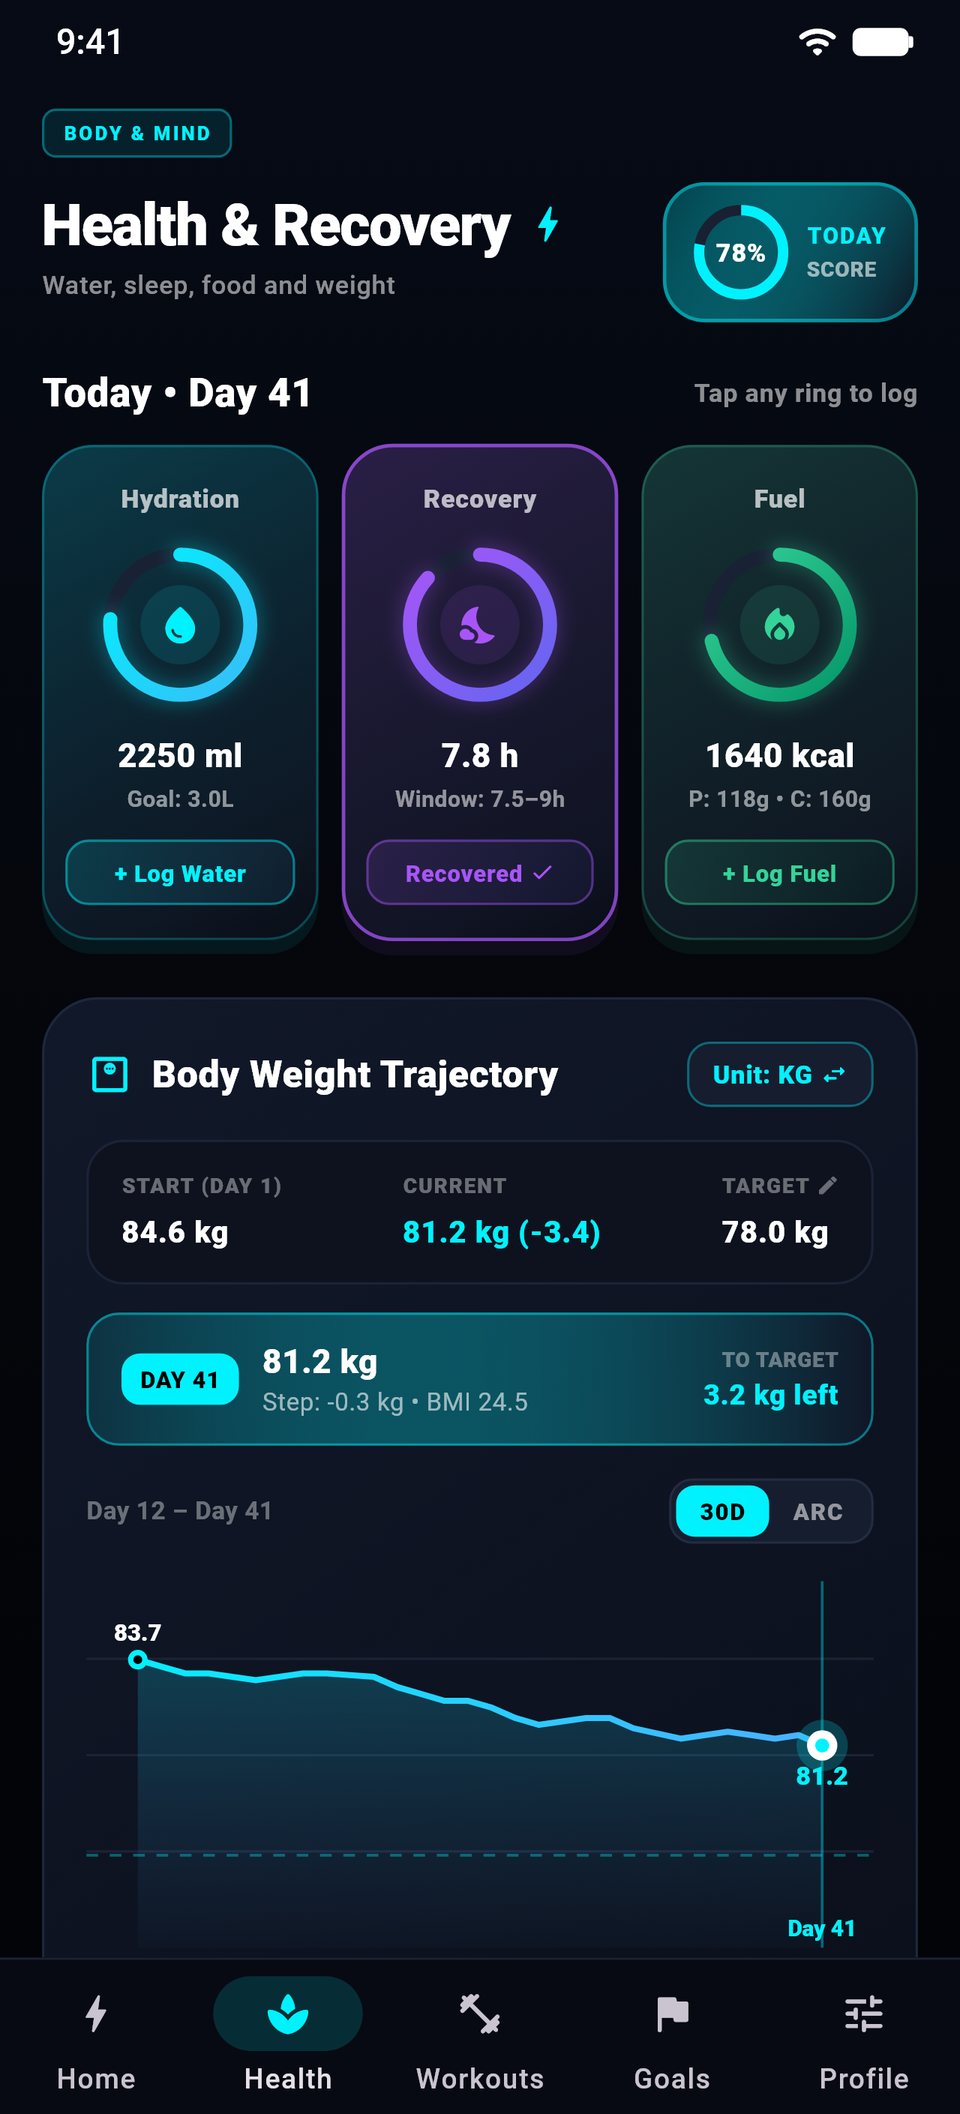 9:41
BODY & MIND
Health & Recovery
Water, sleep, food and weight
78%
TODAY
SCORE
Today • Day 41
Tap any ring to log
Hydration
2250 ml
Goal: 3.0L
+ Log Water
Recovery
7.8 h
Window: 7.5–9h
Recovered ✓
Fuel
1640 kcal
P: 118g • C: 160g
+ Log Fuel
Body Weight Trajectory
Unit: KG
START (DAY 1)
84.6 kg
CURRENT
81.2 kg (-3.4)
TARGET
78.0 kg
DAY 41
81.2 kg
Step: -0.3 kg • BMI 24.5
TO TARGET
3.2 kg left
Day 12 – Day 41
30D
ARC
83.7
81.2
Day 41
Home
Health
Workouts
Goals
Profile